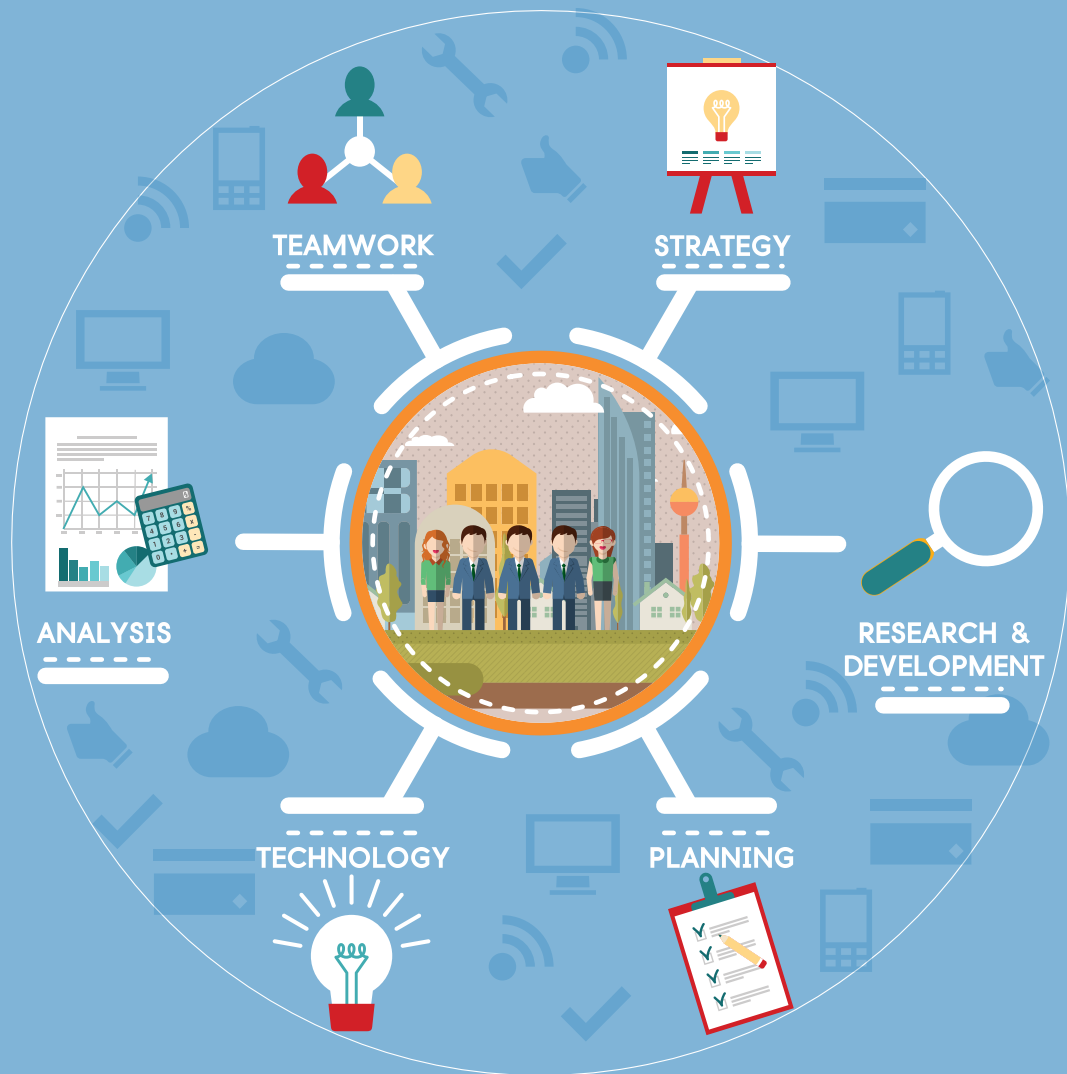 TEAMWORK
STRATEGY
ANALYSIS
RESEARCH &
DEVELOPMENT
TECHNOLOGY
PLANNING